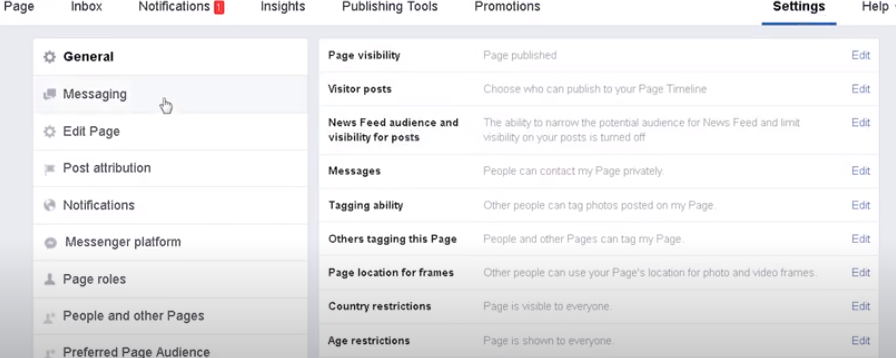 Page Inbox Notifications 1 Insights Publishing Tools Promotions Settings Help
General
Messaging
Edit Page
Post attribution
Notifications
Messenger platform
Page roles
People and other Pages
Preferred Page Audience
Page visibility Page published Edit
Visitor posts Choose who can publish to your Page Timeline Edit
News Feed audience and The ability to narrow the potential audience for News Feed and limit Edit
visibility for posts visibility on your posts is turned off
Messages People can contact my Page privately. Edit
Tagging ability Other people can tag photos posted on my Page. Edit
Others tagging this Page People and other Pages can tag my Page. Edit
Page location for frames Other people can use your Page's location for photo and video frames. Edit
Country restrictions Page is visible to everyone. Edit
Age restrictions Page is shown to everyone. Edit